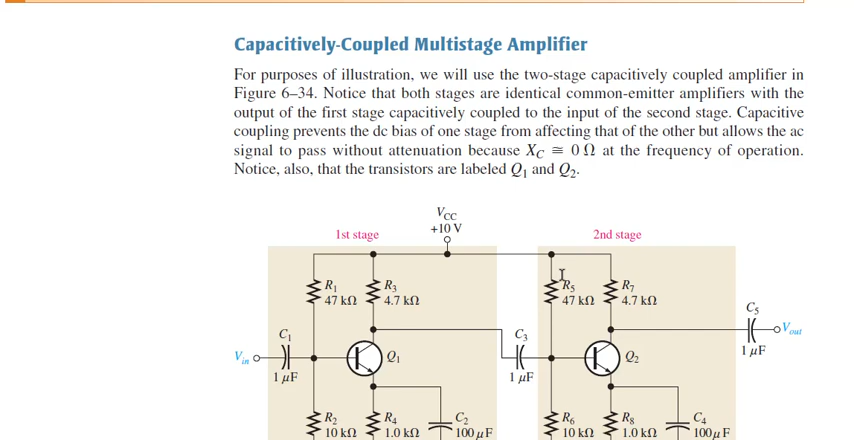 Capacitively-Coupled Multistage Amplifier
For purposes of illustration, we will use the two-stage capacitively coupled amplifier in
Figure 6–34. Notice that both stages are identical common-emitter amplifiers with the
output of the first stage capacitively coupled to the input of the second stage. Capacitive
coupling prevents the dc bias of one stage from affecting that of the other but allows the ac
signal to pass without attenuation because XC ≅ 0 Ω at the frequency of operation.
Notice, also, that the transistors are labeled Q1 and Q2.
VCC
+10 V
1st stage
2nd stage
R1
47 kΩ
R3
4.7 kΩ
R5
47 kΩ
R7
4.7 kΩ
C1
Vin
1 μF
Q1
C3
1 μF
Q2
C5
Vout
1 μF
R2
10 kΩ
R4
1.0 kΩ
C2
100 μF
R6
10 kΩ
R8
1.0 kΩ
C4
100 μF